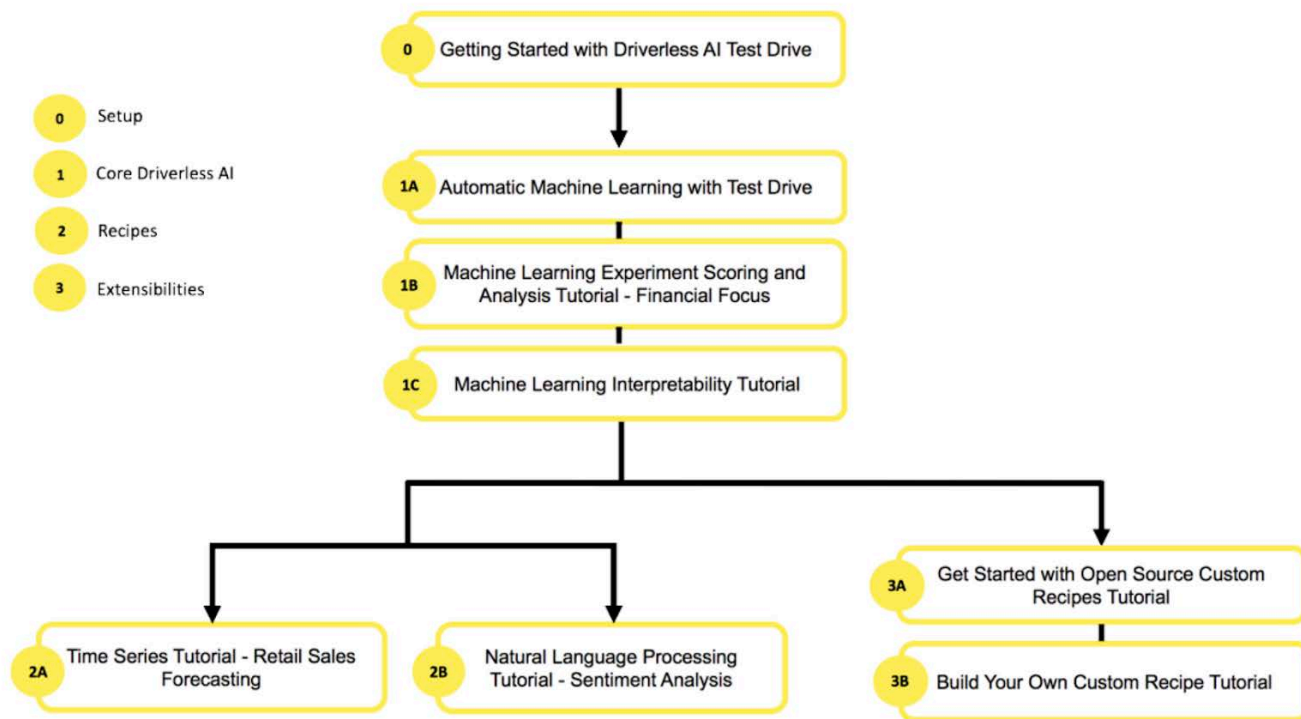 0 Getting Started with Driverless AI Test Drive
0 Setup
1 Core Driverless AI
2 Recipes
3 Extensibilities
1A Automatic Machine Learning with Test Drive
1B Machine Learning Experiment Scoring and
Analysis Tutorial - Financial Focus
1C Machine Learning Interpretability Tutorial
2A Time Series Tutorial - Retail Sales
Forecasting
2B Natural Language Processing
Tutorial - Sentiment Analysis
3A Get Started with Open Source Custom
Recipes Tutorial
3B Build Your Own Custom Recipe Tutorial